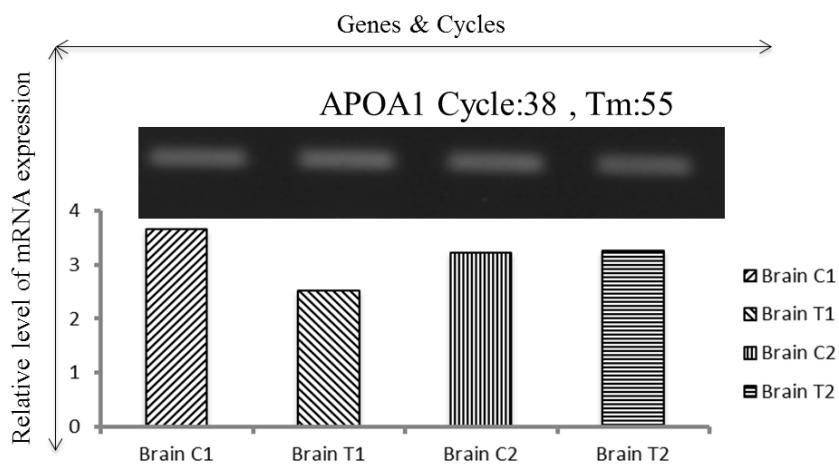 Genes & Cycles
APOA1 Cycle:38 , Tm:55
Relative level of mRNA expression
4
3
2
1
0
Brain C1
Brain T1
Brain C2
Brain T2
Brain C1
Brain T1
Brain C2
Brain T2